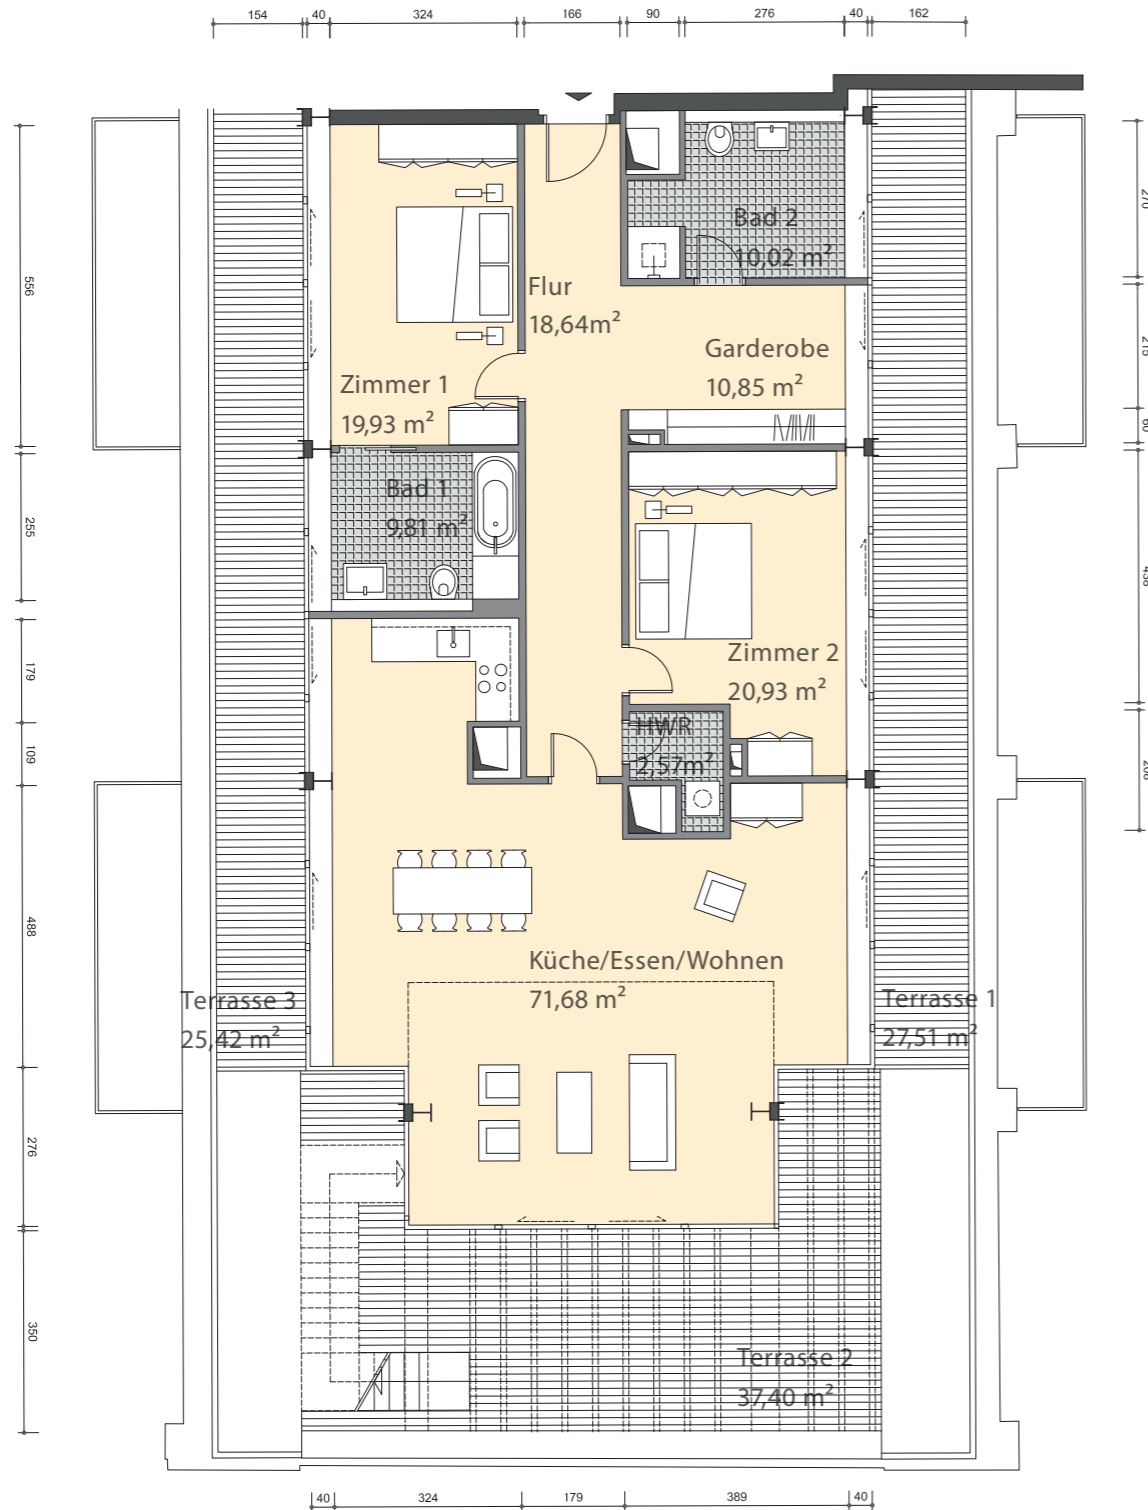 154 40 324 166 90 276 40 162
Bad 2
10,02 m²
270
556
Flur
18,64m²
Garderobe
10,85 m²
215
Zimmer 1
19,93 m²
60
Bad 1
9,81 m²
255
438
Zimmer 2
20,93 m²
179
HWR
2,57m²
109
208
488
Küche/Essen/Wohnen
71,68 m²
Terrasse 3
25,42 m²
Terrasse 1
27,51 m²
276
350
Terrasse 2
37,40 m²
40 324 179 389 40